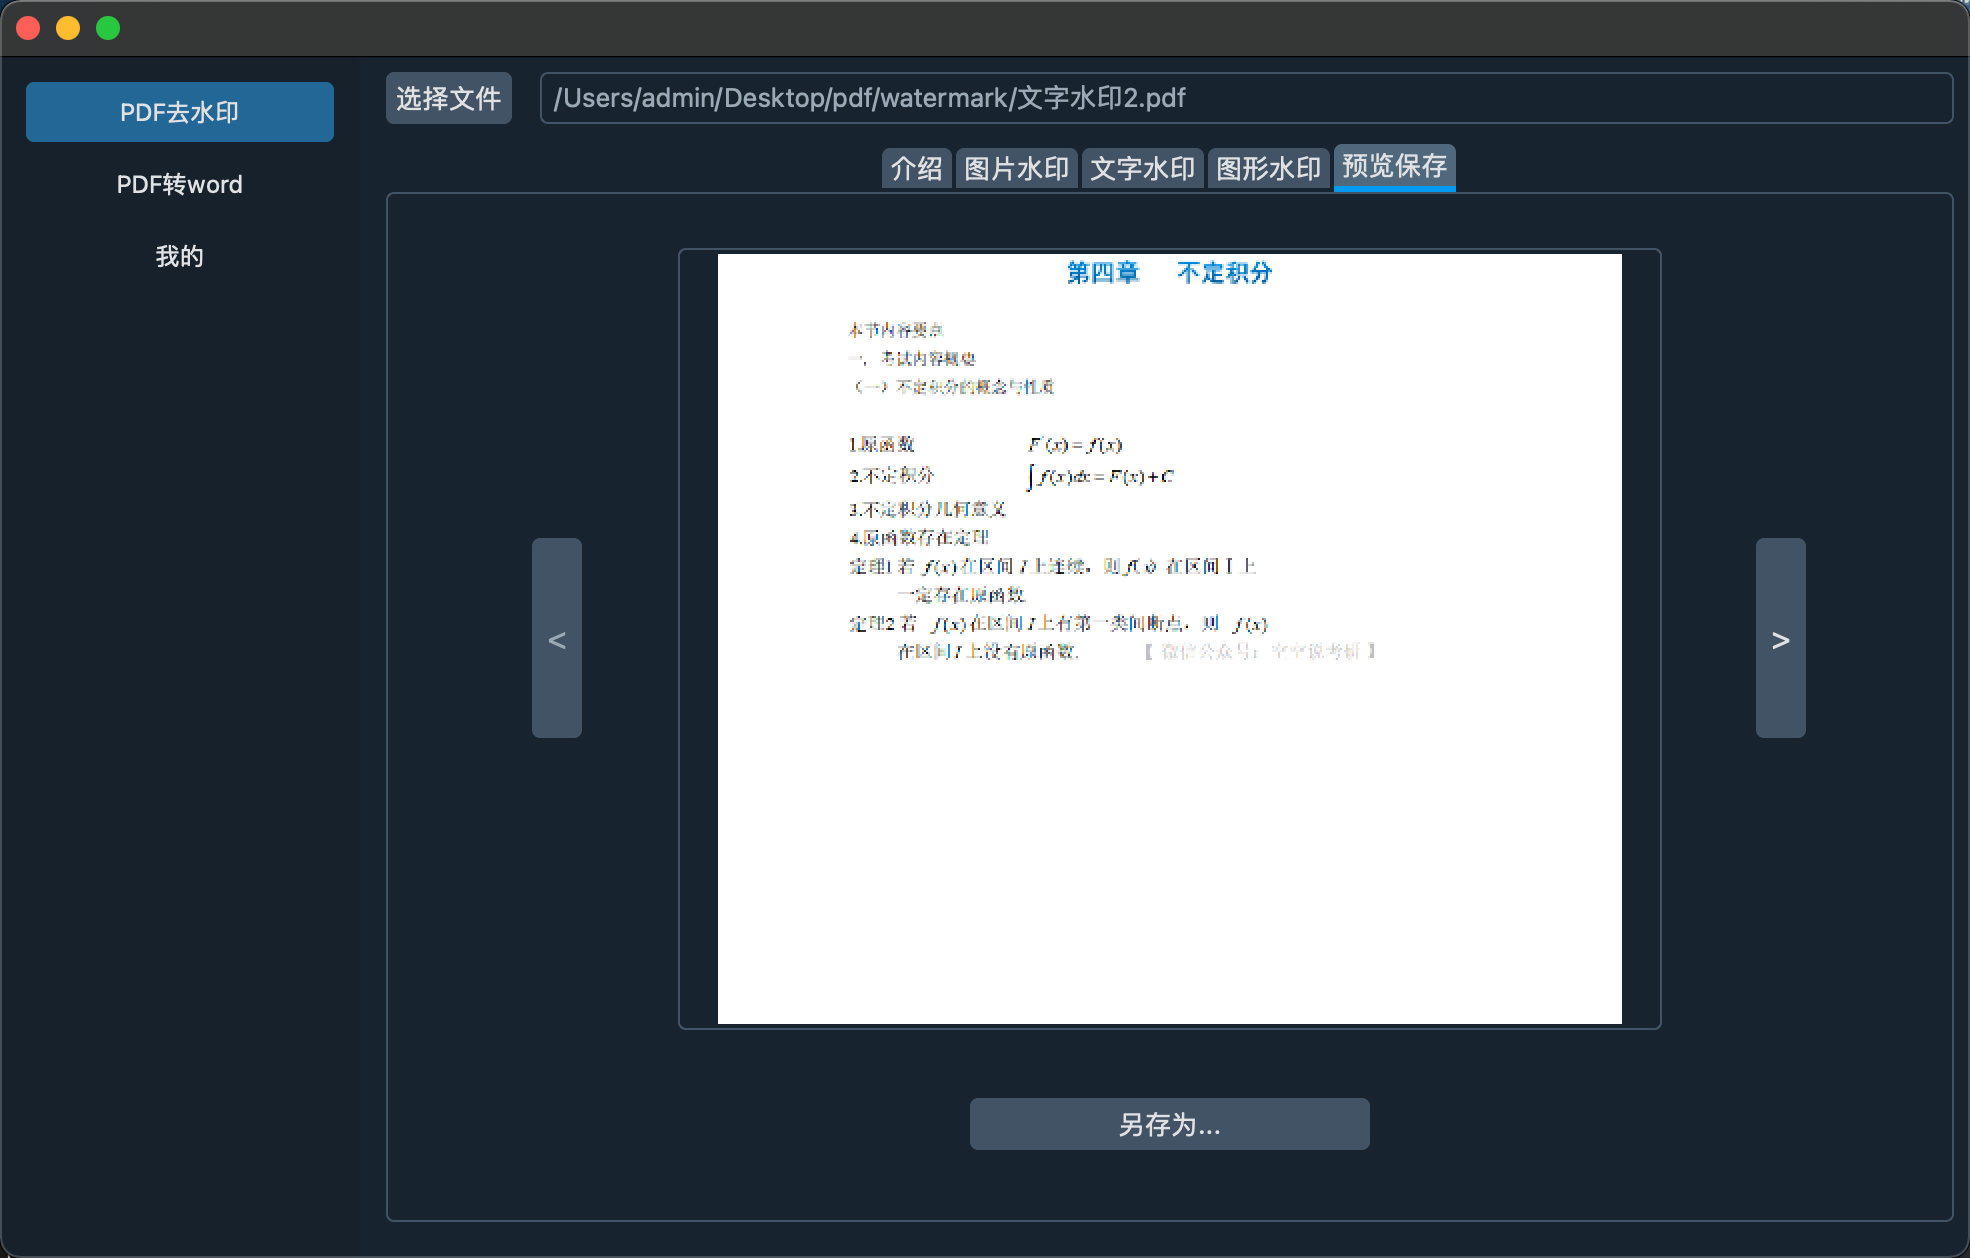 PDF去水印
PDF转word
我的
选择文件
/Users/admin/Desktop/pdf/watermark/文字水印2.pdf
介绍 图片水印 文字水印 图形水印 预览保存
第四章 不定积分
本节内容要点
一、考试内容概要
（一）不定积分的概念与性质
1.原函数 F′(x) = f(x)
2.不定积分 ∫ f(x)dx = F(x) + C
3.不定积分几何意义
4.原函数存在定理
定理1 若 f(x) 在区间 I 上连续，则 f(x) 在区间 I 上
一定存在原函数.
定理2 若 f(x) 在区间 I 上有第一类间断点，则 f(x)
在区间 I 上没有原函数. 【 微信公众号：空空说考研 】
<
>
另存为...